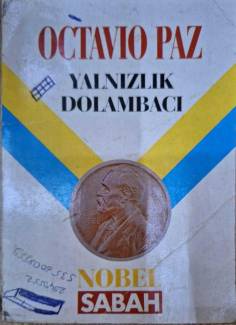 OCTAVIO PAZ
YALNIZLIK
DOLAMBACI
NOBEL
SABAH